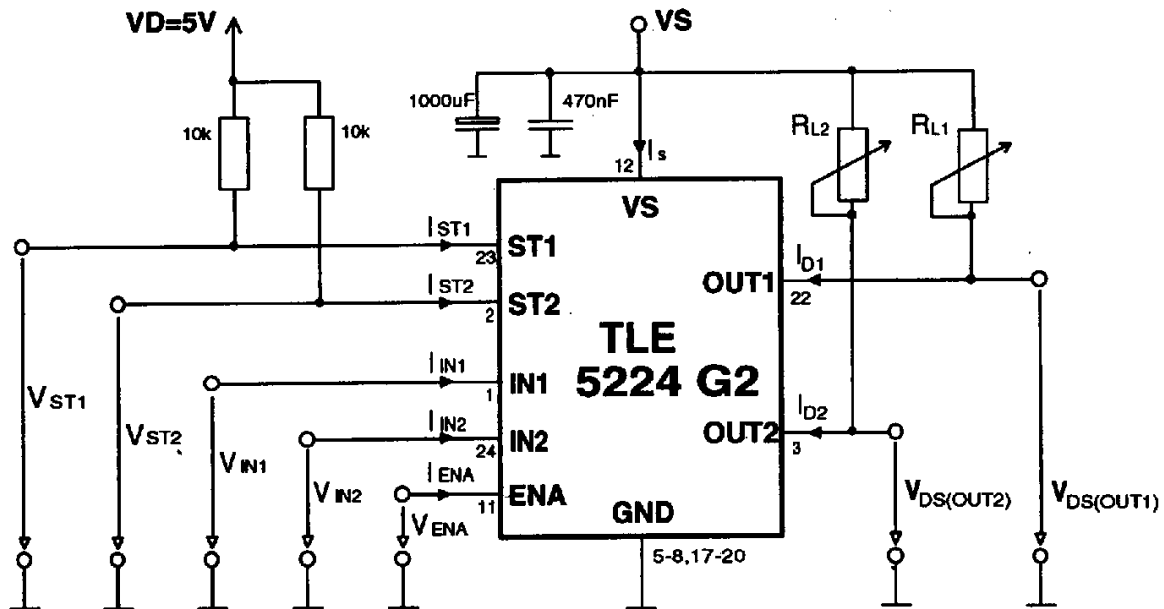 VD=5V
VS
1000uF
470nF
10k
10k
RL2
RL1
Is
12
VS
IST1
23
ST1
ID1
OUT1
22
IST2
2
ST2
TLE
5224 G2
IIN1
1
IN1
VST1
VST2
IIN2
24
IN2
ID2
OUT2
3
VIN1
VIN2
IENA
11
ENA
VENA
GND
VDS(OUT2)
VDS(OUT1)
5-8,17-20